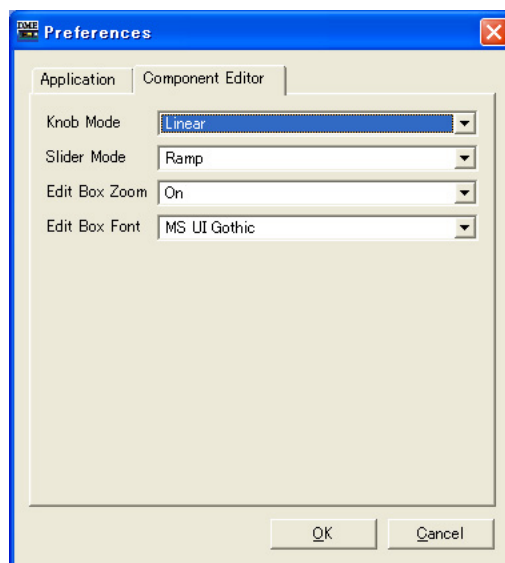 DME
Preferences
Application Component Editor
Knob Mode Linear
Slider Mode Ramp
Edit Box Zoom On
Edit Box Font MS UI Gothic
OK Cancel